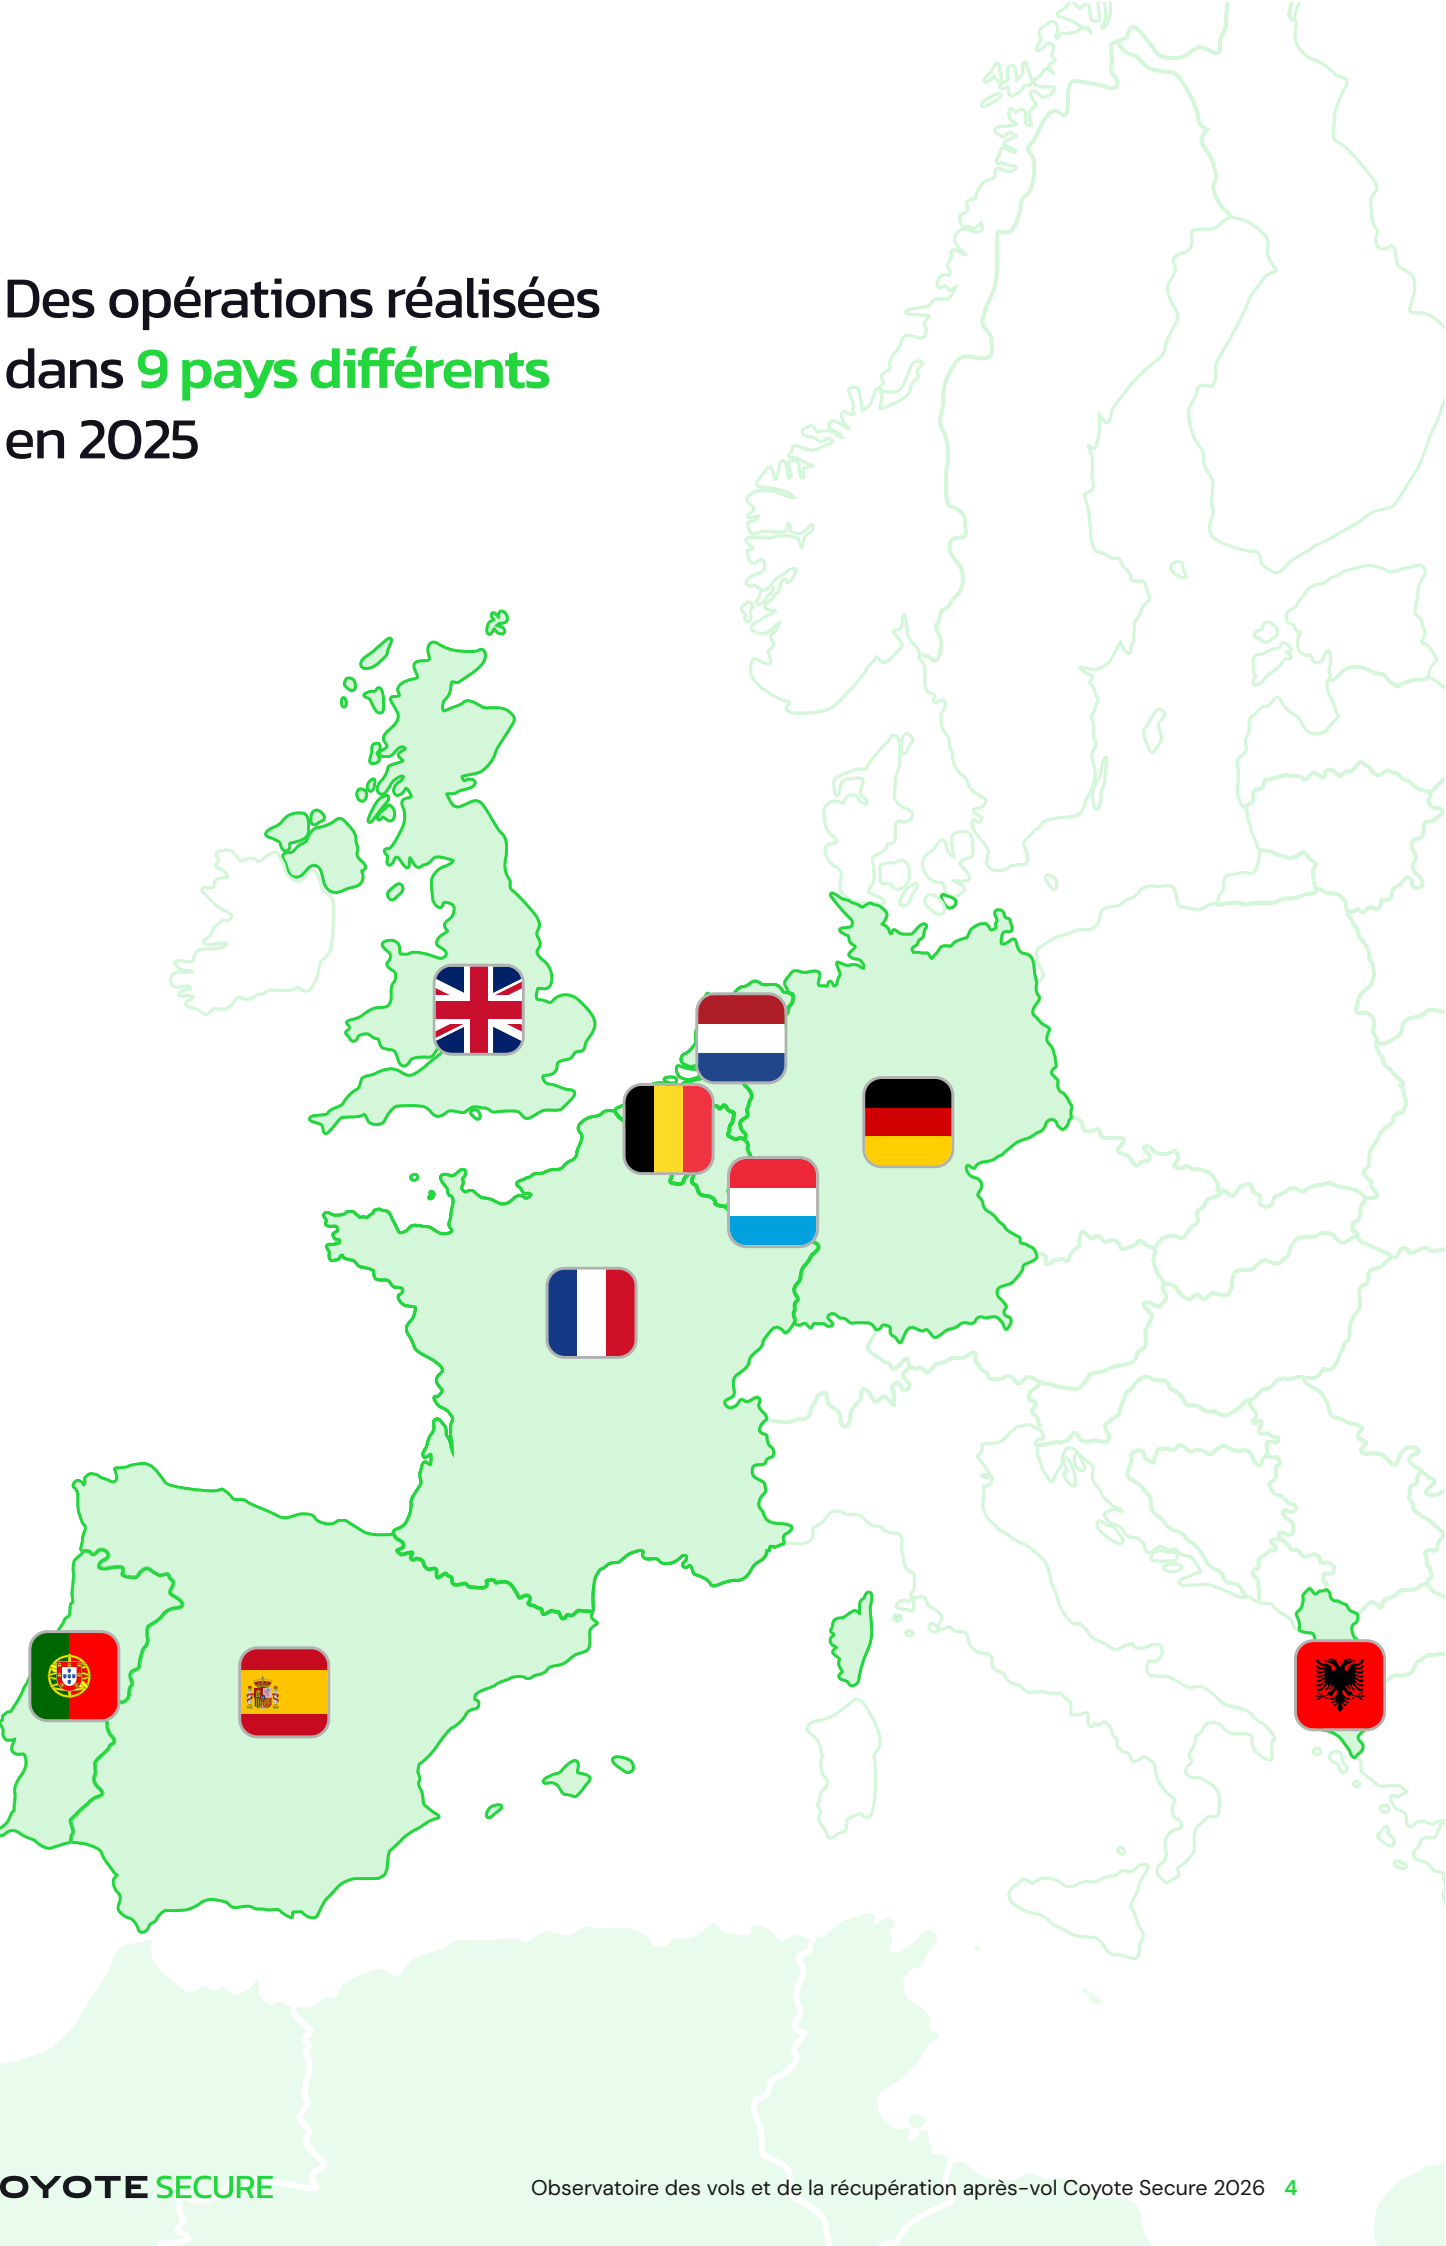 Des opérations réalisées
dans 9 pays différents
en 2025
OYOTE SECURE
Observatoire des vols et de la récupération après-vol Coyote Secure 2026 4